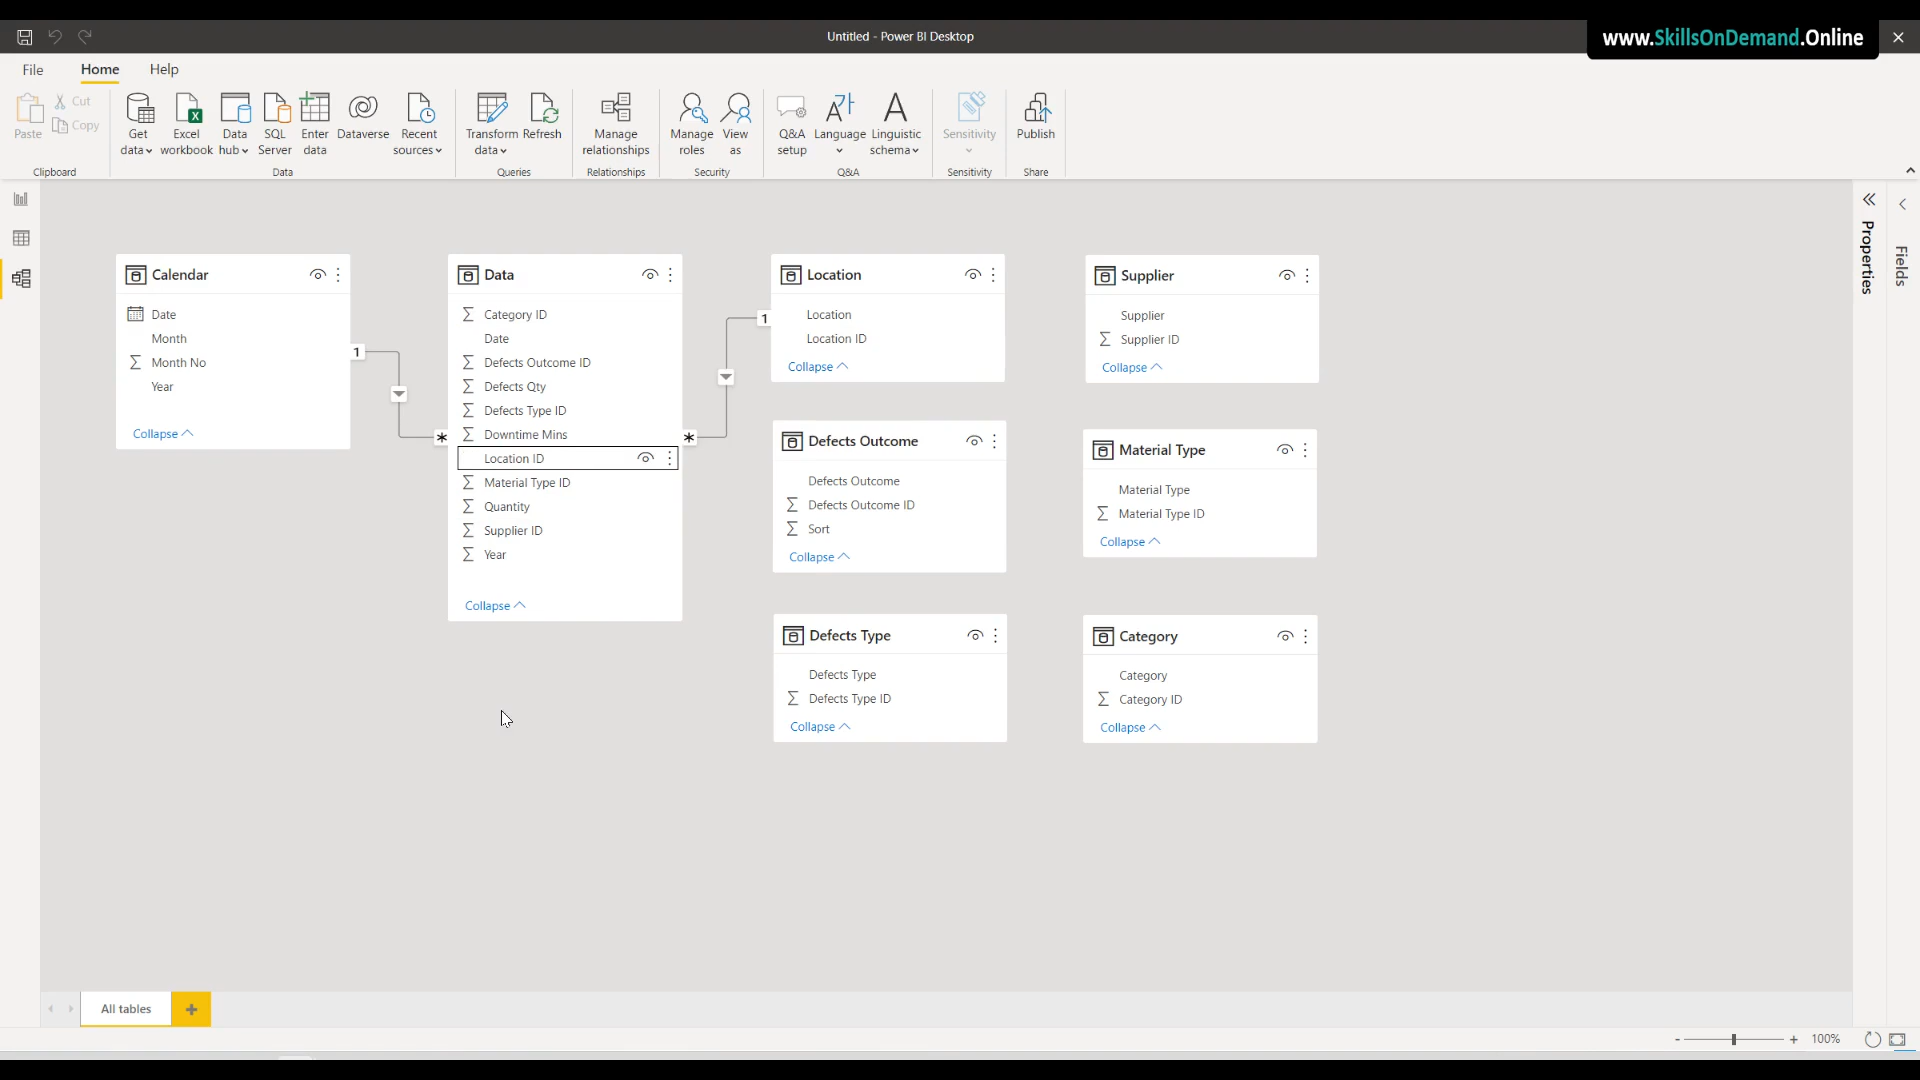 Untitled - Power BI Desktop
www.SkillsOnDemand.Online
File
Home
Help
Paste
Cut
Copy
Clipboard
Get data
Excel workbook
Data hub
SQL Server
Enter data
Dataverse
Recent sources
Data
Transform data
Refresh
Queries
Manage relationships
Relationships
Manage roles
View as
Security
Q&A setup
Language
Linguistic schema
Q&A
Sensitivity
Sensitivity
Publish
Share
Calendar
Date
Month
Month No
Year
Collapse
1
*
Data
Category ID
Date
Defects Outcome ID
Defects Qty
Defects Type ID
Downtime Mins
Location ID
Material Type ID
Quantity
Supplier ID
Year
Collapse
*
1
Location
Location
Location ID
Collapse
Defects Outcome
Defects Outcome
Defects Outcome ID
Sort
Collapse
Defects Type
Defects Type
Defects Type ID
Collapse
Supplier
Supplier
Supplier ID
Collapse
Material Type
Material Type
Material Type ID
Collapse
Category
Category
Category ID
Collapse
Properties
Fields
All tables
100%